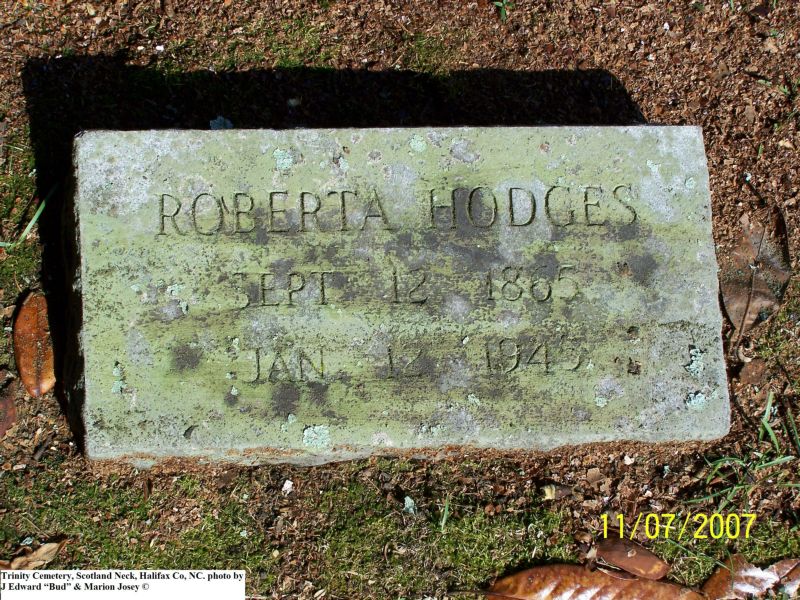 ROBERTA HODGES
SEPT 12 1865
JAN 12 1945
11/07/2007
Trinity Cemetery, Scotland Neck, Halifax Co, NC. photo by
J Edward “Bud” & Marion Josey ©